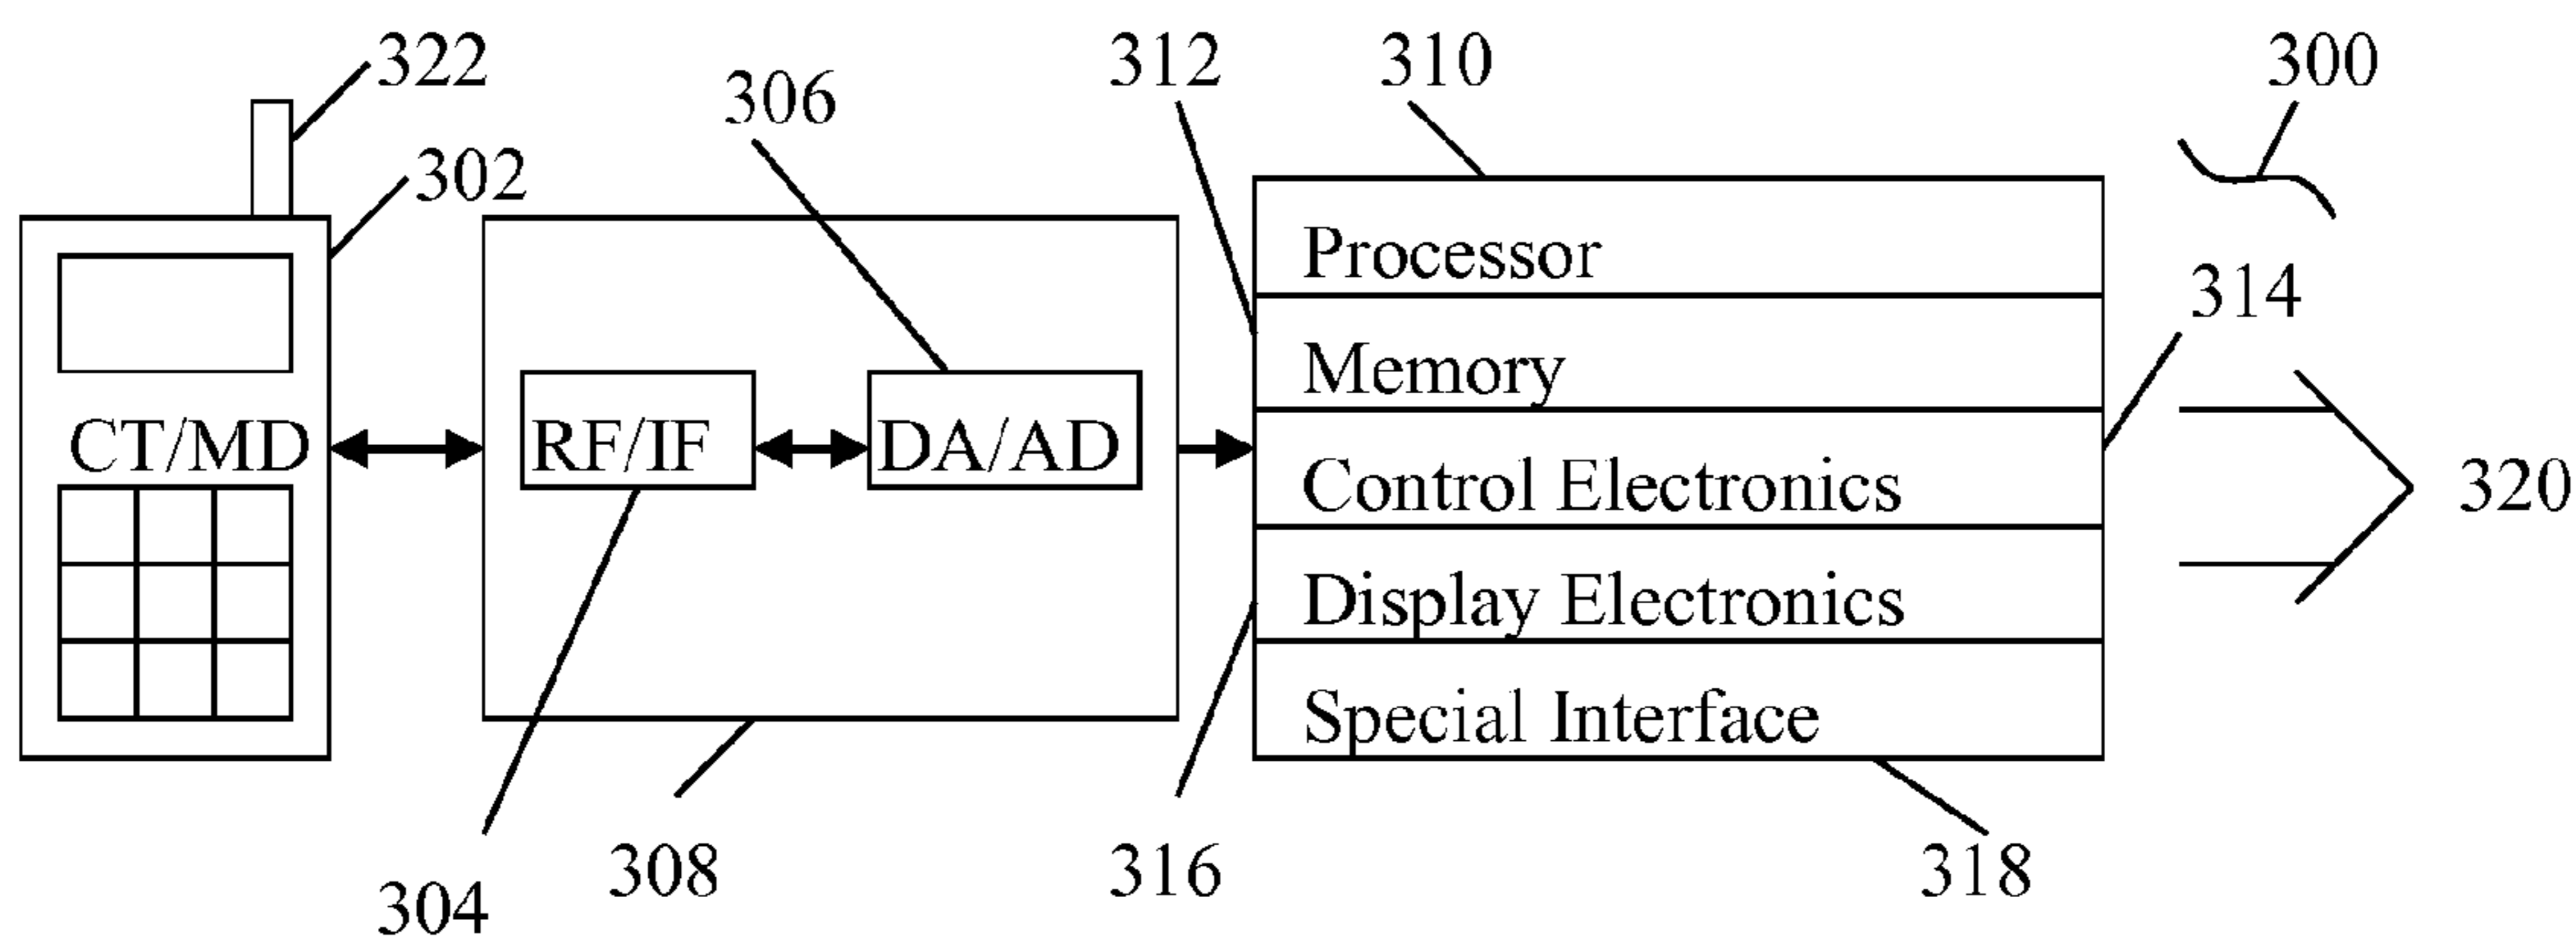 322
312
310
300
306
302
Processor
314
Memory
CT/MD
RF/IF
DA/AD
Control Electronics
320
Display Electronics
Special Interface
308
316
318
304